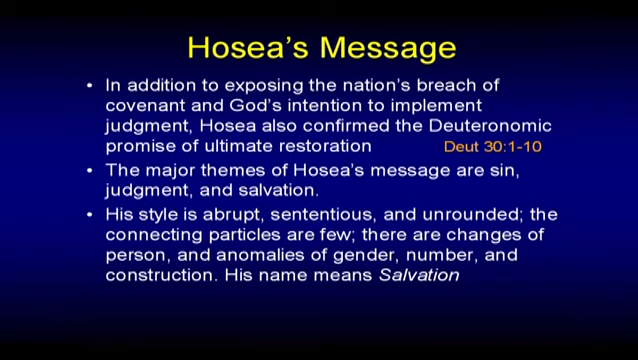 Hosea's Message
• In addition to exposing the nation's breach of
covenant and God's intention to implement
judgment, Hosea also confirmed the Deuteronomic
promise of ultimate restoration Deut 30:1-10
• The major themes of Hosea's message are sin,
judgment, and salvation.
• His style is abrupt, sententious, and unrounded; the
connecting particles are few; there are changes of
person, and anomalies of gender, number, and
construction. His name means Salvation